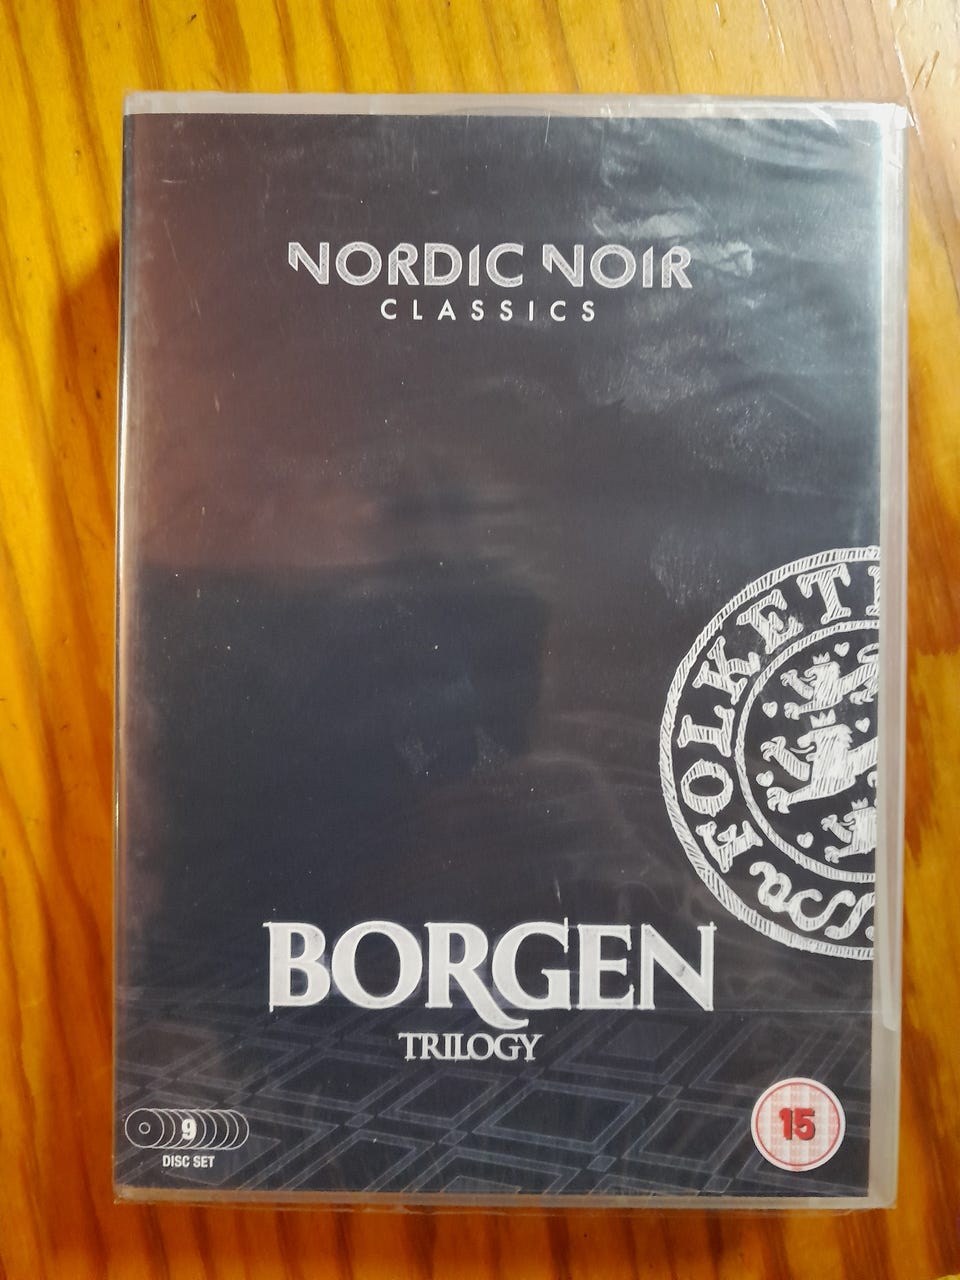 NORDIC NOIR
CLASSICS
FOLKETI
BORGEN
TRILOGY
9
DISC SET
15